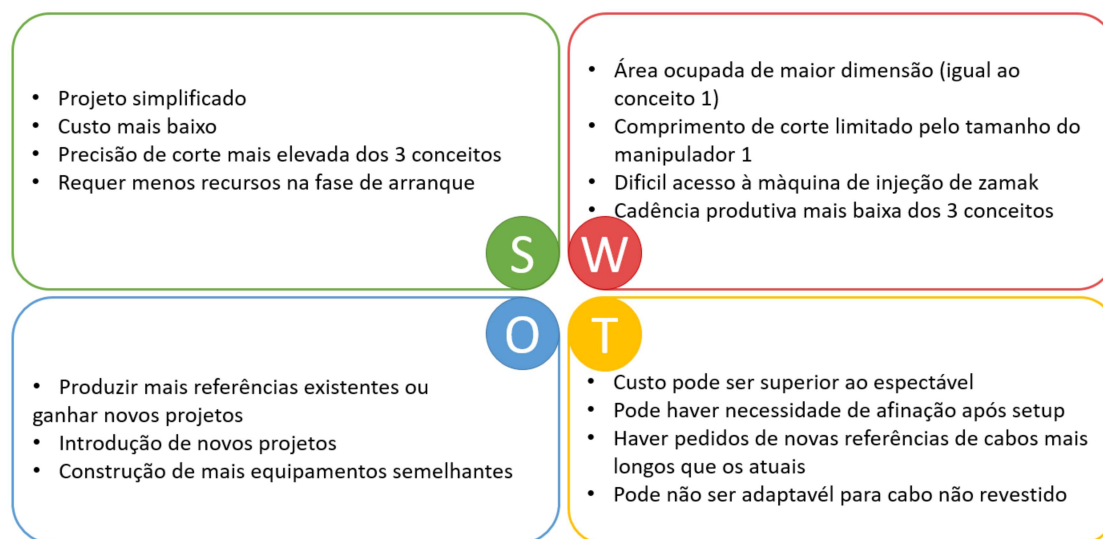 • Projeto simplificado
• Custo mais baixo
• Precisão de corte mais elevada dos 3 conceitos
• Requer menos recursos na fase de arranque
S
• Área ocupada de maior dimensão (igual ao
conceito 1)
• Comprimento de corte limitado pelo tamanho do
manipulador 1
• Dificil acesso à màquina de injeção de zamak
• Cadência produtiva mais baixa dos 3 conceitos
W
O
• Produzir mais referências existentes ou
ganhar novos projetos
• Introdução de novos projetos
• Construção de mais equipamentos semelhantes
T
• Custo pode ser superior ao espectável
• Pode haver necessidade de afinação após setup
• Haver pedidos de novas referências de cabos mais
longos que os atuais
• Pode não ser adaptavél para cabo não revestido